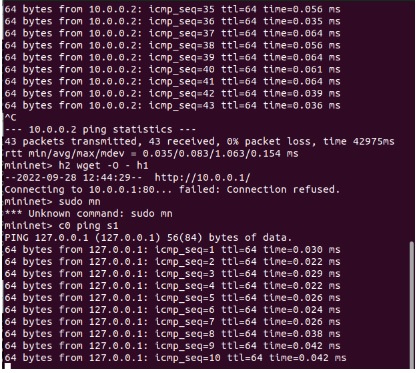 64 bytes from 10.0.0.2: icmp_seq=35 ttl=64 time=0.056 ms
64 bytes from 10.0.0.2: icmp_seq=36 ttl=64 time=0.035 ms
64 bytes from 10.0.0.2: icmp_seq=37 ttl=64 time=0.064 ms
64 bytes from 10.0.0.2: icmp_seq=38 ttl=64 time=0.056 ms
64 bytes from 10.0.0.2: icmp_seq=39 ttl=64 time=0.064 ms
64 bytes from 10.0.0.2: icmp_seq=40 ttl=64 time=0.061 ms
64 bytes from 10.0.0.2: icmp_seq=41 ttl=64 time=0.064 ms
64 bytes from 10.0.0.2: icmp_seq=42 ttl=64 time=0.039 ms
64 bytes from 10.0.0.2: icmp_seq=43 ttl=64 time=0.036 ms
^C
--- 10.0.0.2 ping statistics ---
43 packets transmitted, 43 received, 0% packet loss, time 42975ms
rtt min/avg/max/mdev = 0.035/0.083/1.063/0.154 ms
mininet> h2 wget -O - h1
--2022-09-28 12:44:29--  http://10.0.0.1/
Connecting to 10.0.0.1:80... failed: Connection refused.
mininet> sudo mn
*** Unknown command: sudo mn
mininet> c0 ping s1
PING 127.0.0.1 (127.0.0.1) 56(84) bytes of data.
64 bytes from 127.0.0.1: icmp_seq=1 ttl=64 time=0.030 ms
64 bytes from 127.0.0.1: icmp_seq=2 ttl=64 time=0.022 ms
64 bytes from 127.0.0.1: icmp_seq=3 ttl=64 time=0.029 ms
64 bytes from 127.0.0.1: icmp_seq=4 ttl=64 time=0.022 ms
64 bytes from 127.0.0.1: icmp_seq=5 ttl=64 time=0.026 ms
64 bytes from 127.0.0.1: icmp_seq=6 ttl=64 time=0.024 ms
64 bytes from 127.0.0.1: icmp_seq=7 ttl=64 time=0.026 ms
64 bytes from 127.0.0.1: icmp_seq=8 ttl=64 time=0.038 ms
64 bytes from 127.0.0.1: icmp_seq=9 ttl=64 time=0.042 ms
64 bytes from 127.0.0.1: icmp_seq=10 ttl=64 time=0.042 ms